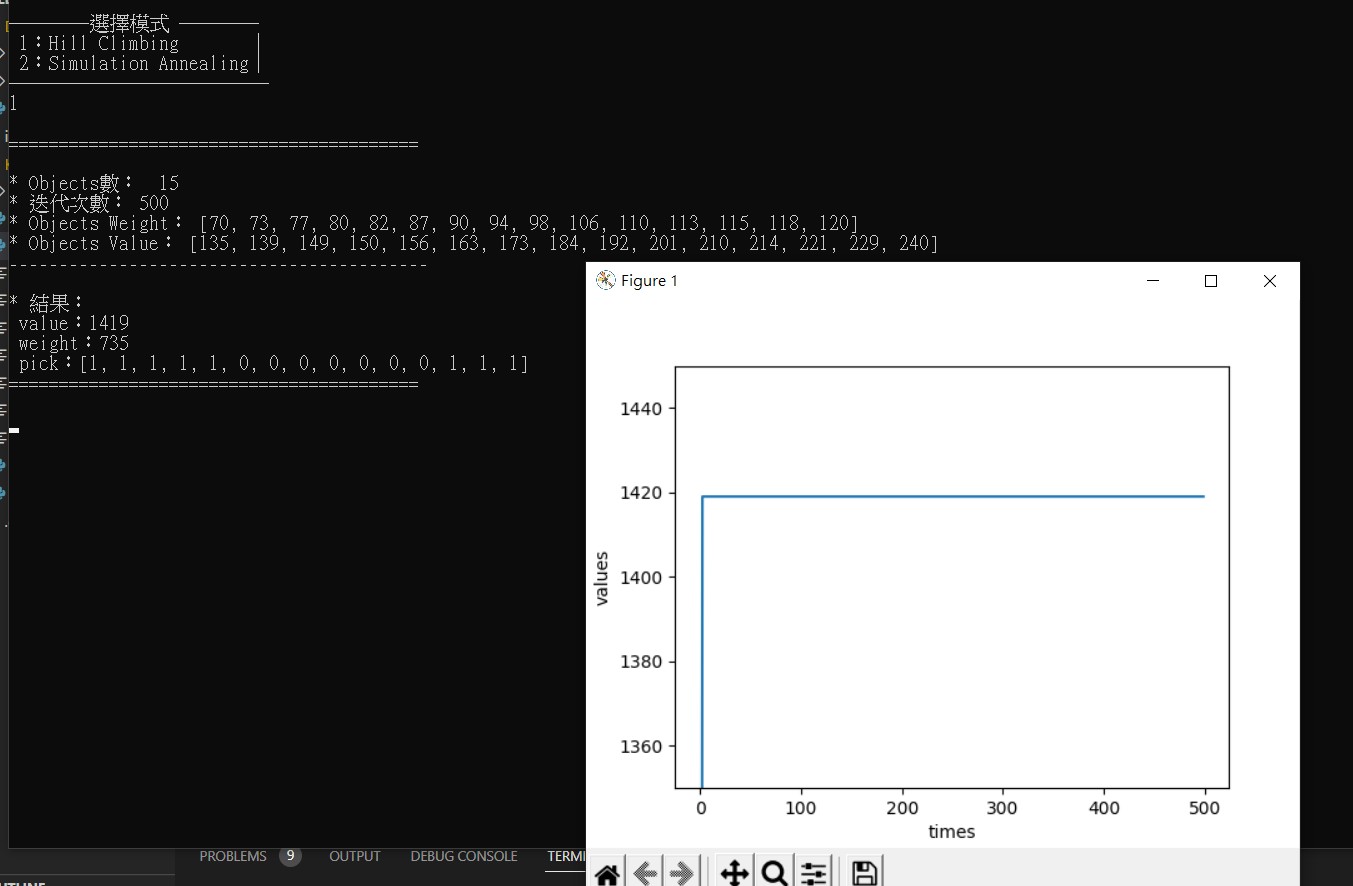 選擇模式
1：Hill Climbing
2：Simulation Annealing
1
========================================
* Objects數：  15
* 迭代次數： 500
* Objects Weight： [70, 73, 77, 80, 82, 87, 90, 94, 98, 106, 110, 113, 115, 118, 120]
* Objects Value： [135, 139, 149, 150, 156, 163, 173, 184, 192, 201, 210, 214, 221, 229, 240]
------------------------------------------
* 結果：
value：1419
weight：735
pick：[1, 1, 1, 1, 1, 0, 0, 0, 0, 0, 0, 0, 1, 1, 1]
========================================
Figure 1
1440
1420
1400
1380
1360
values
0 100 200 300 400 500
times
PROBLEMS 9 OUTPUT DEBUG CONSOLE TERMI